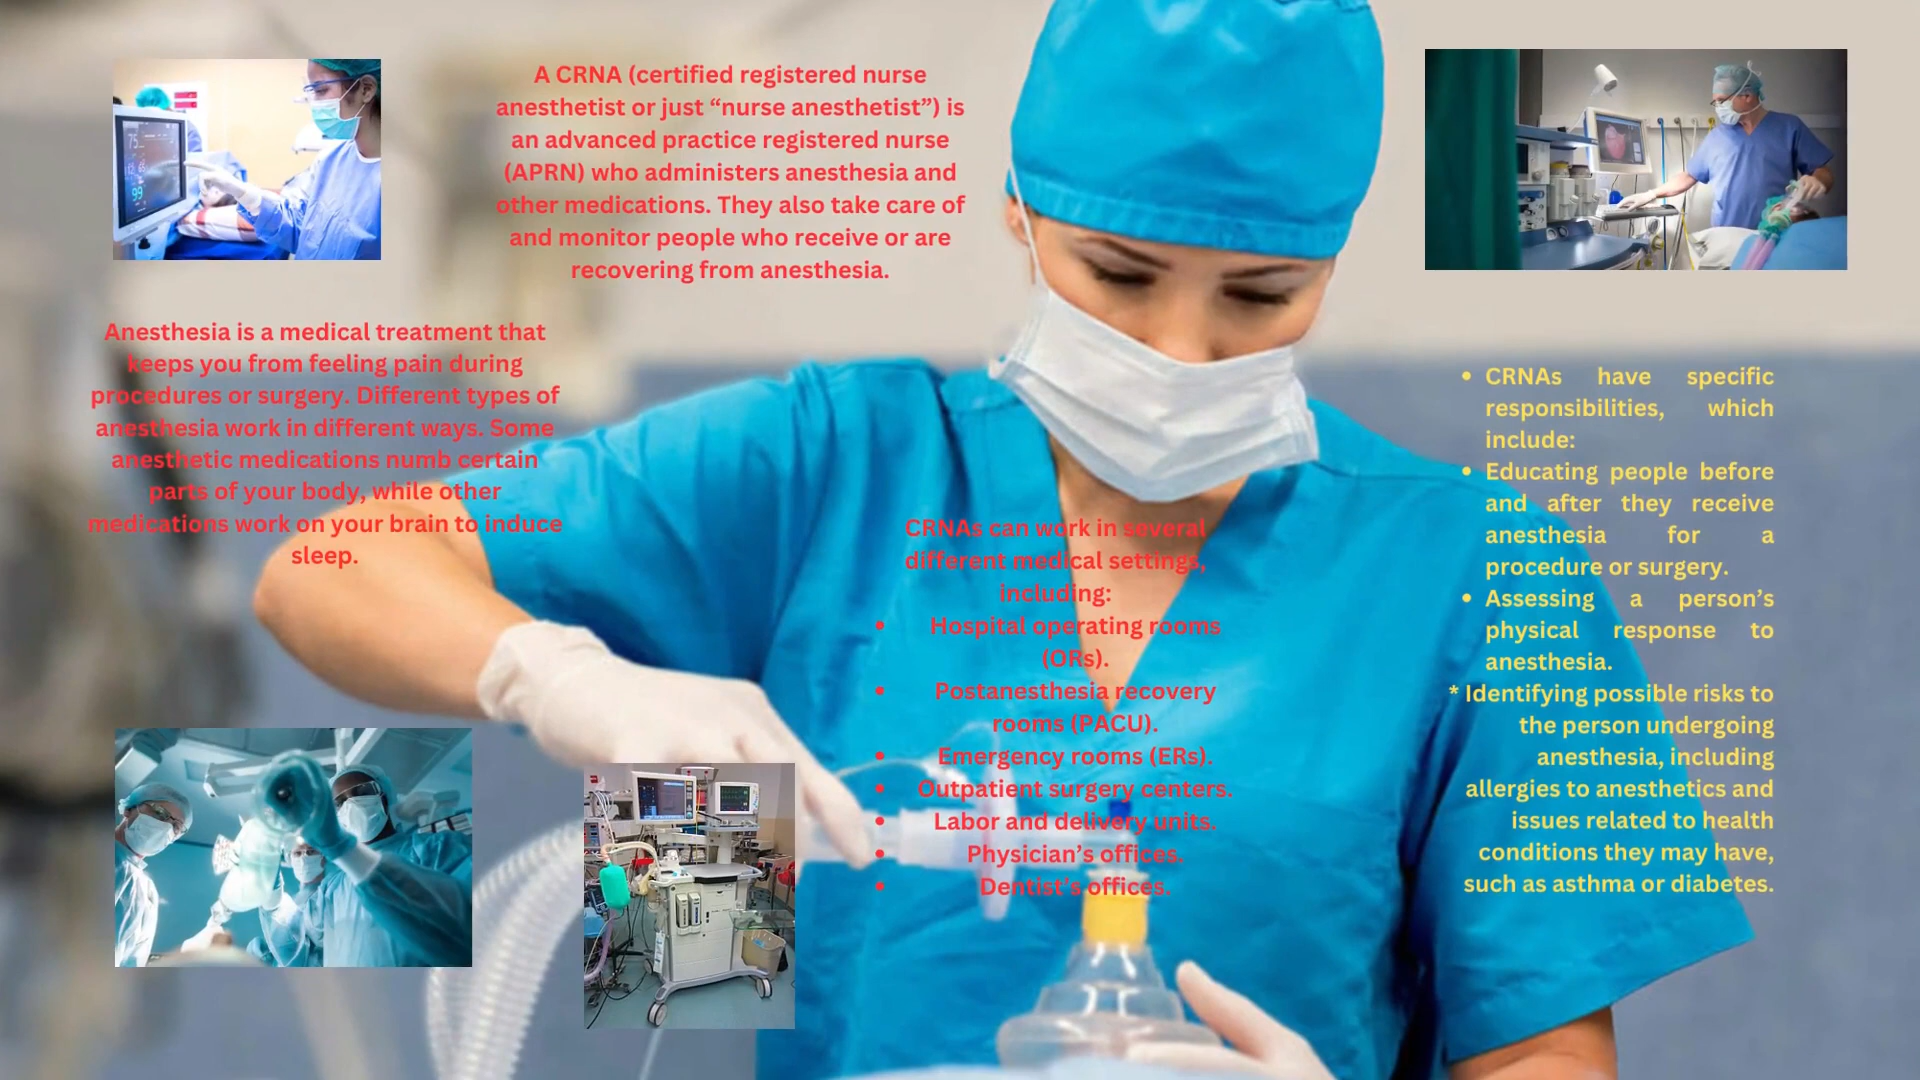 A CRNA (certified registered nurse
anesthetist or just “nurse anesthetist”) is
an advanced practice registered nurse
(APRN) who administers anesthesia and
other medications. They also take care of
and monitor people who receive or are
recovering from anesthesia.
Anesthesia is a medical treatment that
keeps you from feeling pain during
procedures or surgery. Different types of
anesthesia work in different ways. Some
anesthetic medications numb certain
parts of your body, while other
medications work on your brain to induce
sleep.
CRNAs can work in several
different medical settings,
including:
• Hospital operating rooms
(ORs).
• Postanesthesia recovery
rooms (PACU).
• Emergency rooms (ERs).
• Outpatient surgery centers.
• Labor and delivery units.
• Physician’s offices.
• Dentist’s offices.
• CRNAs have specific
responsibilities, which
include:
• Educating people before
and after they receive
anesthesia for a
procedure or surgery.
• Assessing a person’s
physical response to
anesthesia.
* Identifying possible risks to
the person undergoing
anesthesia, including
allergies to anesthetics and
issues related to health
conditions they may have,
such as asthma or diabetes.
75
99